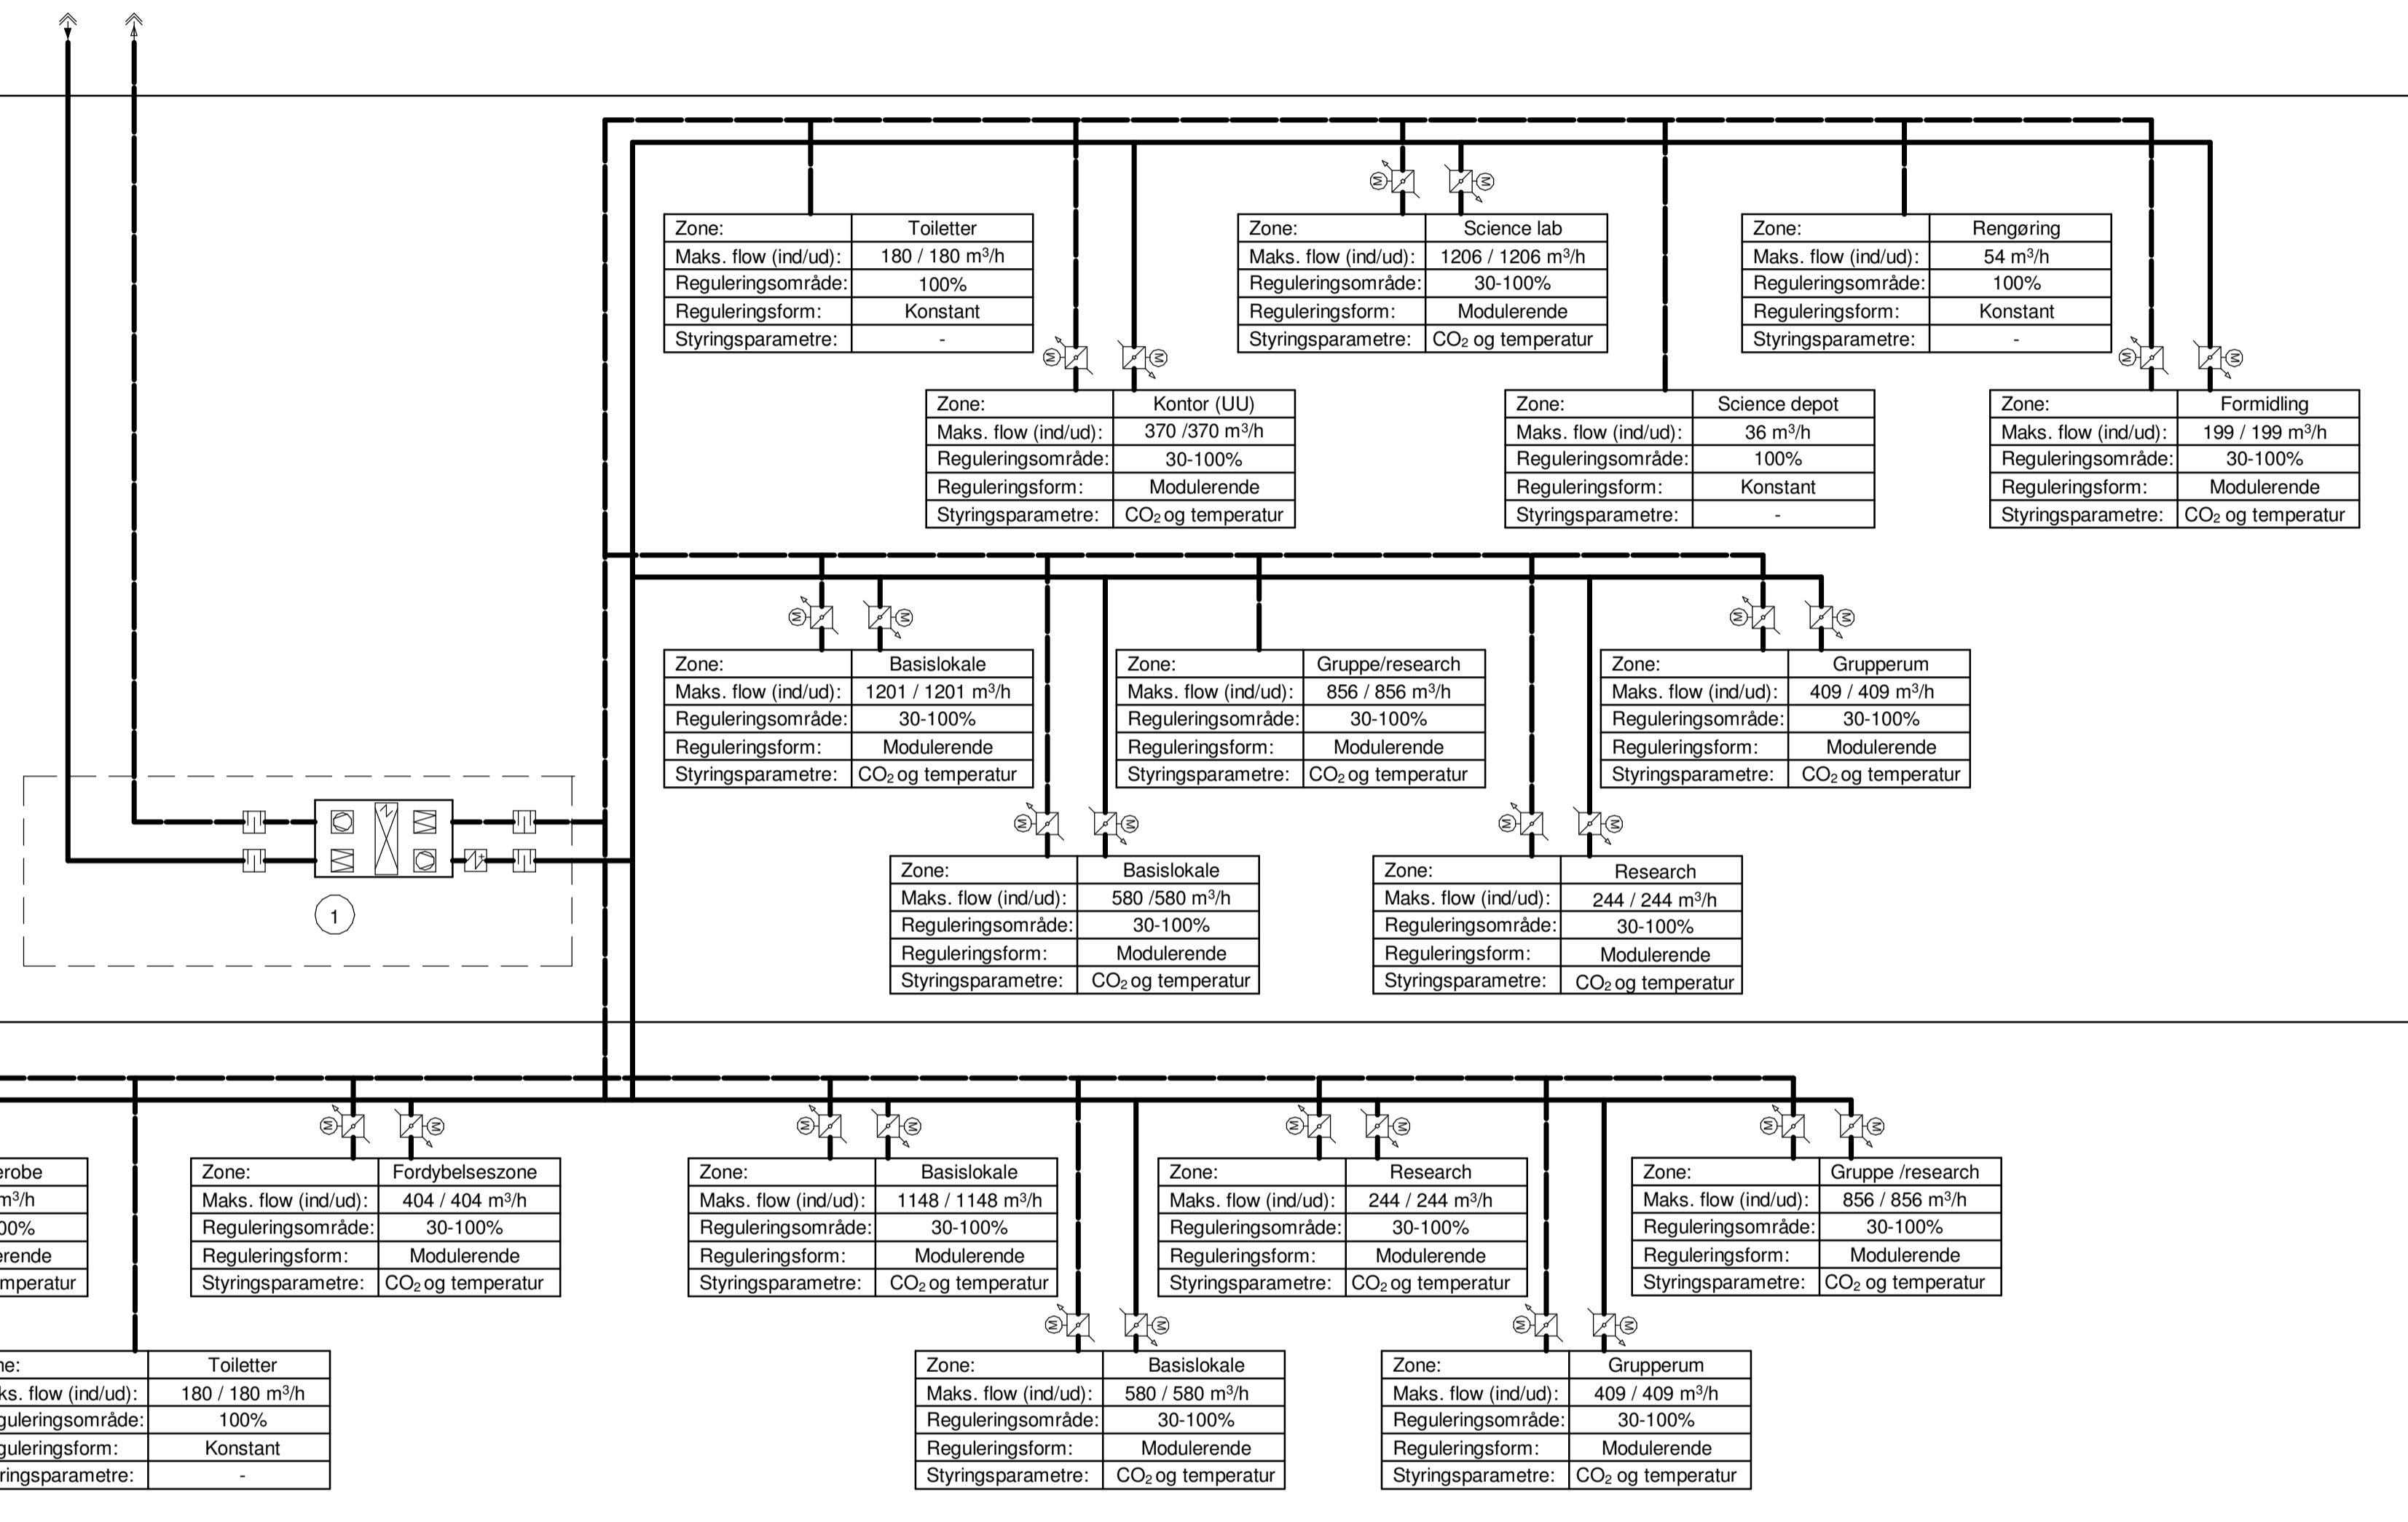 Zone: Toiletter
Maks. flow (ind/ud): 180 / 180 m³/h
Reguleringsområde: 100%
Reguleringsform: Konstant
Styringsparametre: -
Zone: Science lab
Maks. flow (ind/ud): 1206 / 1206 m³/h
Reguleringsområde: 30-100%
Reguleringsform: Modulerende
Styringsparametre: CO₂ og temperatur
Zone: Rengøring
Maks. flow (ind/ud): 54 m³/h
Reguleringsområde: 100%
Reguleringsform: Konstant
Styringsparametre: -
M M
M M
M M
Zone: Kontor (UU)
Maks. flow (ind/ud): 370 /370 m³/h
Reguleringsområde: 30-100%
Reguleringsform: Modulerende
Styringsparametre: CO₂ og temperatur
Zone: Science depot
Maks. flow (ind/ud): 36 m³/h
Reguleringsområde: 100%
Reguleringsform: Konstant
Styringsparametre: -
Zone: Formidling
Maks. flow (ind/ud): 199 / 199 m³/h
Reguleringsområde: 30-100%
Reguleringsform: Modulerende
Styringsparametre: CO₂ og temperatur
M M
M M
Zone: Basislokale
Maks. flow (ind/ud): 1201 / 1201 m³/h
Reguleringsområde: 30-100%
Reguleringsform: Modulerende
Styringsparametre: CO₂ og temperatur
Zone: Gruppe/research
Maks. flow (ind/ud): 856 / 856 m³/h
Reguleringsområde: 30-100%
Reguleringsform: Modulerende
Styringsparametre: CO₂ og temperatur
Zone: Grupperum
Maks. flow (ind/ud): 409 / 409 m³/h
Reguleringsområde: 30-100%
Reguleringsform: Modulerende
Styringsparametre: CO₂ og temperatur
M M
M M
Zone: Basislokale
Maks. flow (ind/ud): 580 /580 m³/h
Reguleringsområde: 30-100%
Reguleringsform: Modulerende
Styringsparametre: CO₂ og temperatur
Zone: Research
Maks. flow (ind/ud): 244 / 244 m³/h
Reguleringsområde: 30-100%
Reguleringsform: Modulerende
Styringsparametre: CO₂ og temperatur
1
M M
M M
M M
M M
erobe
m³/h
00%
erende
mperatur
Zone: Fordybelseszone
Maks. flow (ind/ud): 404 / 404 m³/h
Reguleringsområde: 30-100%
Reguleringsform: Modulerende
Styringsparametre: CO₂ og temperatur
Zone: Basislokale
Maks. flow (ind/ud): 1148 / 1148 m³/h
Reguleringsområde: 30-100%
Reguleringsform: Modulerende
Styringsparametre: CO₂ og temperatur
Zone: Research
Maks. flow (ind/ud): 244 / 244 m³/h
Reguleringsområde: 30-100%
Reguleringsform: Modulerende
Styringsparametre: CO₂ og temperatur
Zone: Gruppe /research
Maks. flow (ind/ud): 856 / 856 m³/h
Reguleringsområde: 30-100%
Reguleringsform: Modulerende
Styringsparametre: CO₂ og temperatur
M M
M M
ne: Toiletter
ks. flow (ind/ud): 180 / 180 m³/h
guleringsområde: 100%
guleringsform: Konstant
ringsparametre: -
Zone: Basislokale
Maks. flow (ind/ud): 580 / 580 m³/h
Reguleringsområde: 30-100%
Reguleringsform: Modulerende
Styringsparametre: CO₂ og temperatur
Zone: Grupperum
Maks. flow (ind/ud): 409 / 409 m³/h
Reguleringsområde: 30-100%
Reguleringsform: Modulerende
Styringsparametre: CO₂ og temperatur